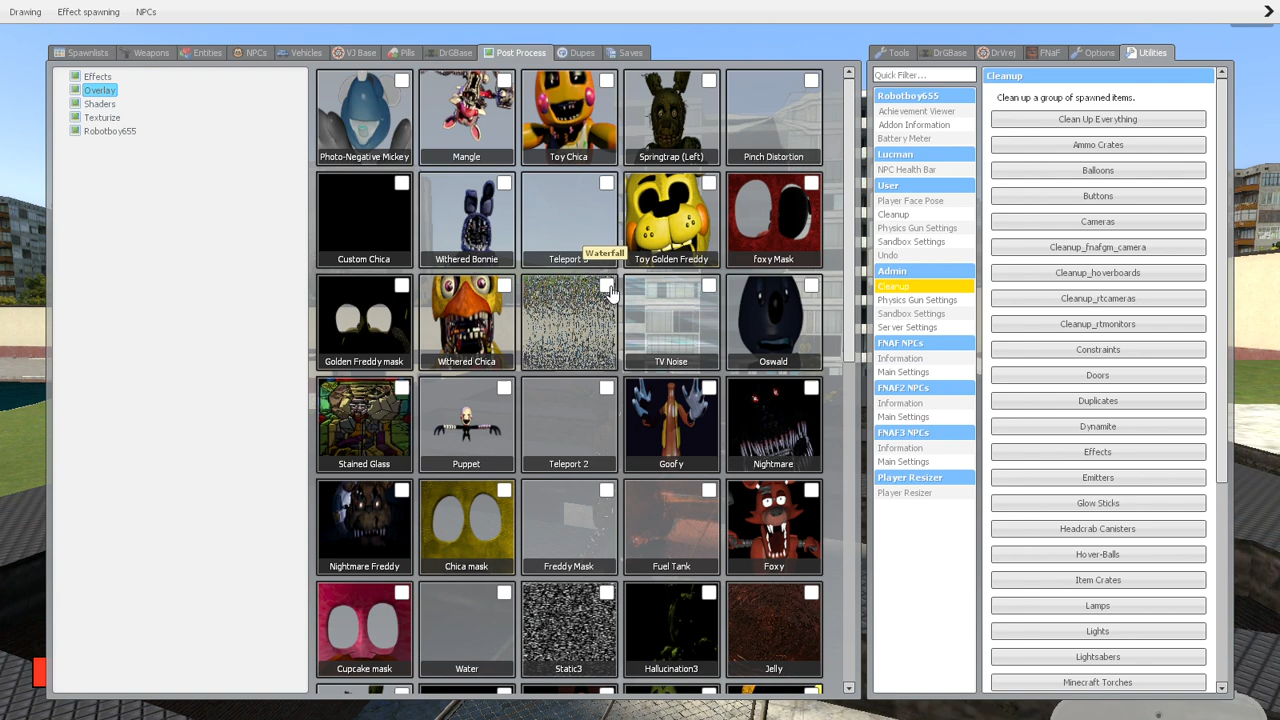 Drawing Effect spawning NPCs
Spawnlists Weapons Entities NPCs Vehicles VJ Base Pills DrGBase Post Process Dupes Saves
Effects
Overlay
Shaders
Texturize
Robotboy655
Photo-Negative Mickey Mangle Toy Chica Springtrap (Left) Pinch Distortion
Custom Chica Withered Bonnie Teleport Toy Golden Freddy foxy Mask
Waterfall
Golden Freddy mask Withered Chica TV Noise Oswald
Stained Glass Puppet Teleport 2 Goofy Nightmare
Nightmare Freddy Chica mask Freddy Mask Fuel Tank Foxy
Cupcake mask Water Static3 Hallucination3 Jelly
Tools DrGBase DrVrej FNaF Options Utilities
Quick Filter...
Robotboy655
Achievement Viewer
Addon Information
Battery Meter
Lucman
NPC Health Bar
User
Player Face Pose
Cleanup
Physics Gun Settings
Sandbox Settings
Undo
Admin
Cleanup
Physics Gun Settings
Sandbox Settings
Server Settings
FNAF NPCs
Information
Main Settings
FNAF2 NPCs
Information
Main Settings
FNAF3 NPCs
Information
Main Settings
Player Resizer
Player Resizer
Cleanup
Clean up a group of spawned items.
Clean Up Everything
Ammo Crates
Balloons
Buttons
Cameras
Cleanup_fnafgm_camera
Cleanup_hoverboards
Cleanup_rtcameras
Cleanup_rtmonitors
Constraints
Doors
Duplicates
Dynamite
Effects
Emitters
Glow Sticks
Headcrab Canisters
Hover-Balls
Item Crates
Lamps
Lights
Lightsabers
Minecraft Torches